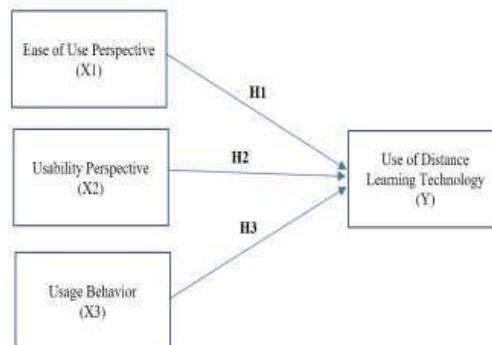 Ease of Use Perspective
(X1)
H1
Usability Perspective
(X2)
H2
Use of Distance
Learning Technology
(Y)
H3
Usage Behavior
(X3)